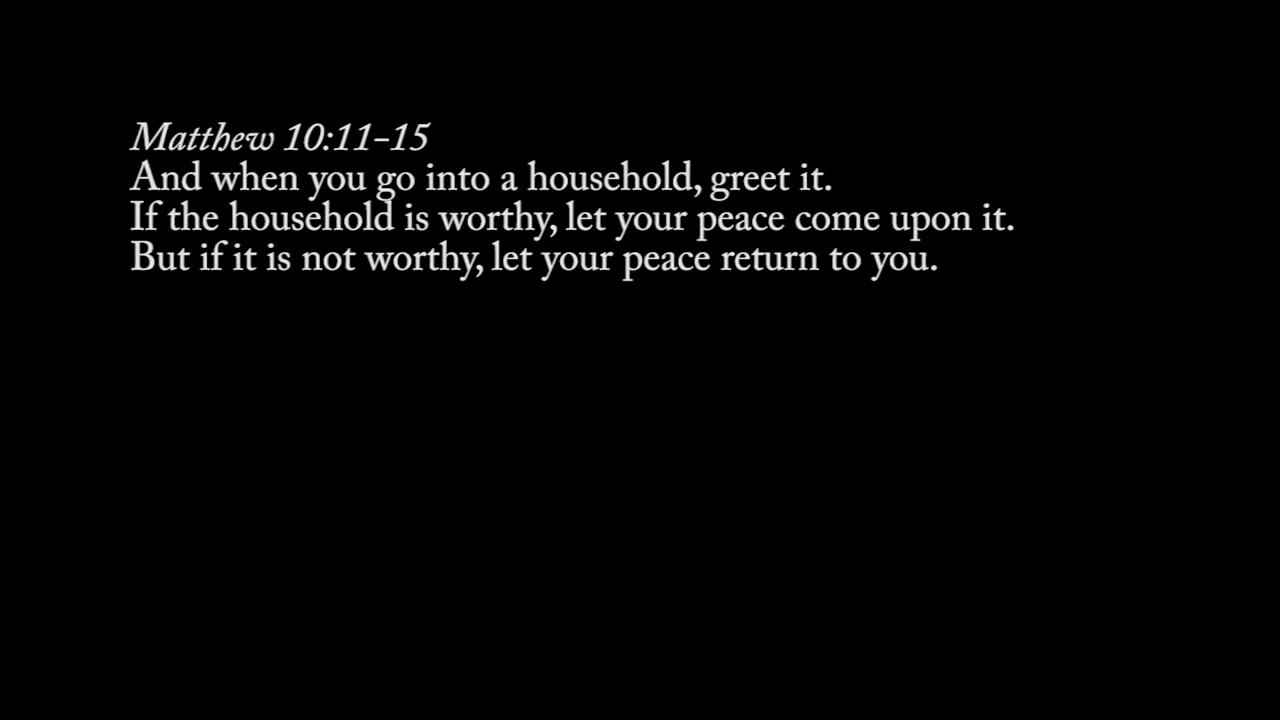 Matthew 10:11–15
And when you go into a household, greet it.
If the household is worthy, let your peace come upon it.
But if it is not worthy, let your peace return to you.